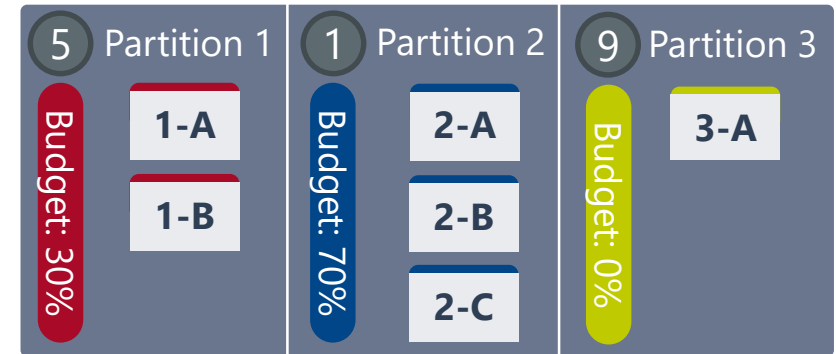 5 Partition 1
Budget: 30%
1-A
1-B
1 Partition 2
Budget: 70%
2-A
2-B
2-C
9 Partition 3
Budget: 0%
3-A